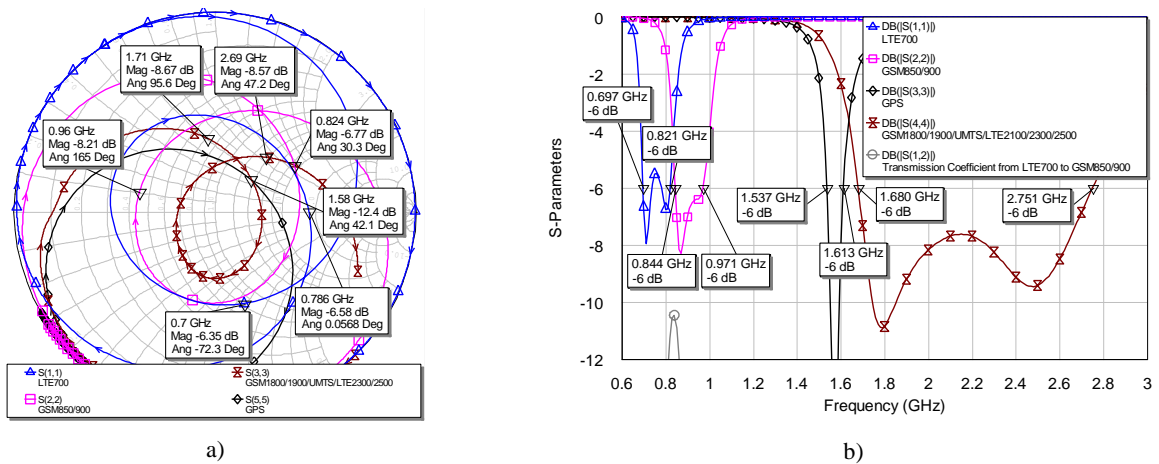 1.71 GHz
Mag -8.67 dB
Ang 95.6 Deg
2.69 GHz
Mag -8.57 dB
Ang 47.2 Deg
0.96 GHz
Mag -8.21 dB
Ang 165 Deg
0.824 GHz
Mag -6.77 dB
Ang 30.3 Deg
1.58 GHz
Mag -12.4 dB
Ang 42.1 Deg
0.786 GHz
Mag -6.58 dB
Ang 0.0568 Deg
0.7 GHz
Mag -6.35 dB
Ang -72.3 Deg
S(1,1)
LTE700
S(3,3)
GSM1800/1900/UMTS/LTE2300/2500
S(2,2)
GSM850/900
S(5,5)
GPS
a)
S-Parameters
0
-2
-4
-6
-8
-10
-12
DB(|S(1,1)|)
LTE700
DB(|S(2,2)|)
GSM850/900
DB(|S(3,3)|)
GPS
DB(|S(4,4)|)
GSM1800/1900/UMTS/LTE2100/2300/2500
DB(|S(1,2)|)
Transmission Coefficient from LTE700 to GSM850/900
0.697 GHz
-6 dB
0.821 GHz
-6 dB
1.537 GHz
-6 dB
1.680 GHz
-6 dB
2.751 GHz
-6 dB
0.844 GHz
-6 dB
0.971 GHz
-6 dB
1.613 GHz
-6 dB
0.6 0.8 1 1.2 1.4 1.6 1.8 2 2.2 2.4 2.6 2.8 3
Frequency (GHz)
b)